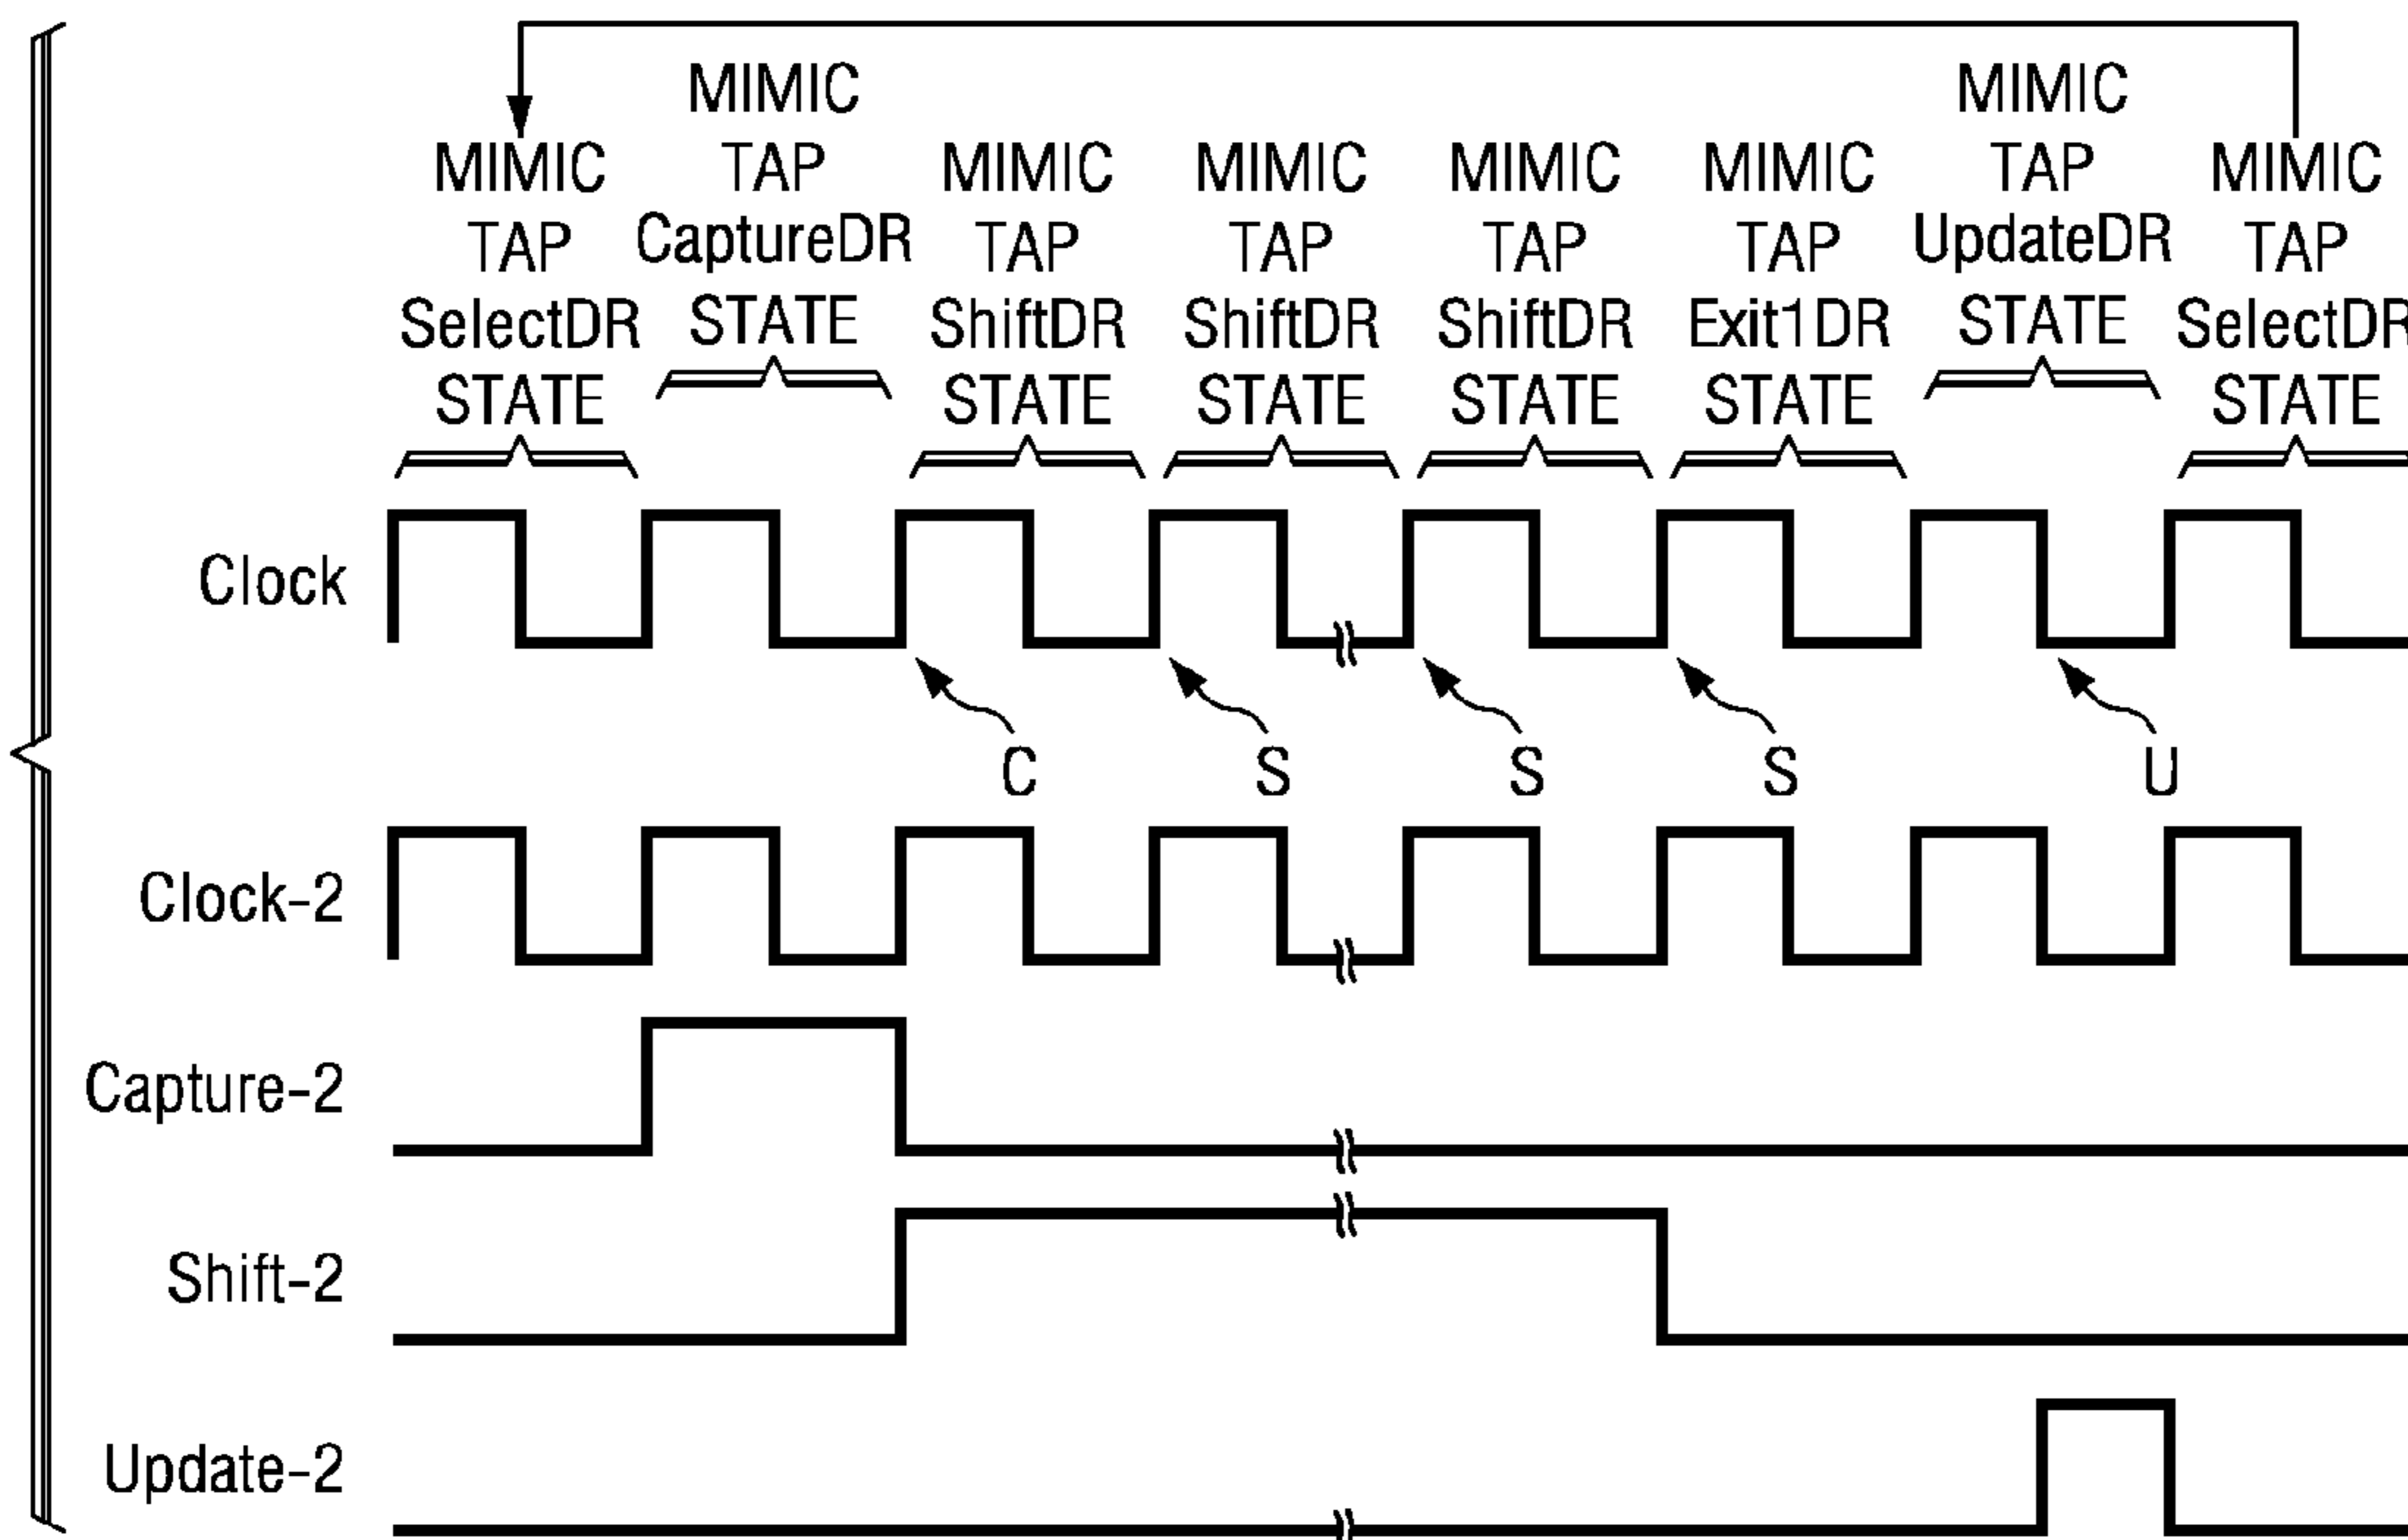 MIMIC
TAP
SelectDR
STATE
MIMIC
TAP
CaptureDR
STATE
MIMIC
TAP
ShiftDR
STATE
MIMIC
TAP
ShiftDR
STATE
MIMIC
TAP
ShiftDR
STATE
MIMIC
TAP
Exit1DR
STATE
MIMIC
TAP
UpdateDR
STATE
MIMIC
TAP
SelectDR
STATE
Clock
C
S
S
S
U
Clock-2
Capture-2
Shift-2
Update-2